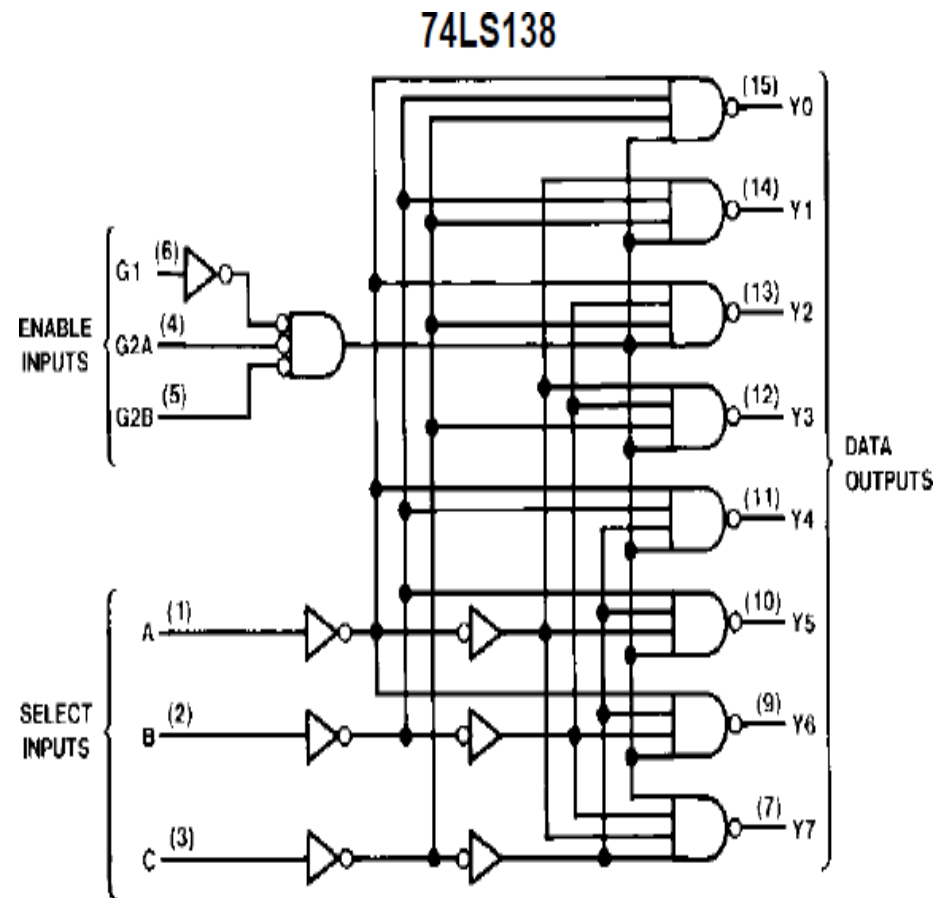 74LS138
(15) Y0
(14) Y1
G1 (6)
(13) Y2
ENABLE
INPUTS
G2A (4)
G2B (5)
(12) Y3
DATA
OUTPUTS
(11) Y4
A (1)
(10) Y5
SELECT
INPUTS
B (2)
(9) Y6
C (3)
(7) Y7